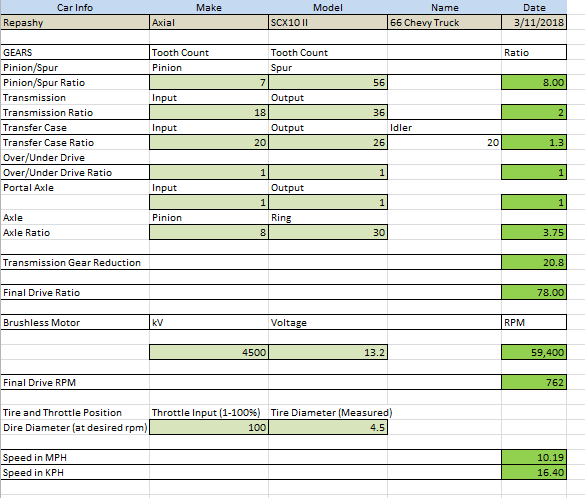 Car Info Make Model Name Date
Repashy Axial SCX10 II 66 Chevy Truck 3/11/2018
GEARS Tooth Count Tooth Count Ratio
Pinion/Spur Pinion Spur
Pinion/Spur Ratio 7 56 8.00
Transmission Input Output
Transmission Ratio 18 36 2
Transfer Case Input Output Idler
Transfer Case Ratio 20 26 20 1.3
Over/Under Drive
Over/Under Drive Ratio 1 1 1
Portal Axle Input Output
1 1 1
Axle Pinion Ring
Axle Ratio 8 30 3.75
Transmission Gear Reduction 20.8
Final Drive Ratio 78.00
Brushless Motor kV Voltage RPM
4500 13.2 59,400
Final Drive RPM 762
Tire and Throttle Position Throttle Input (1-100%) Tire Diameter (Measured)
Dire Diameter (at desired rpm) 100 4.5
Speed in MPH 10.19
Speed in KPH 16.40